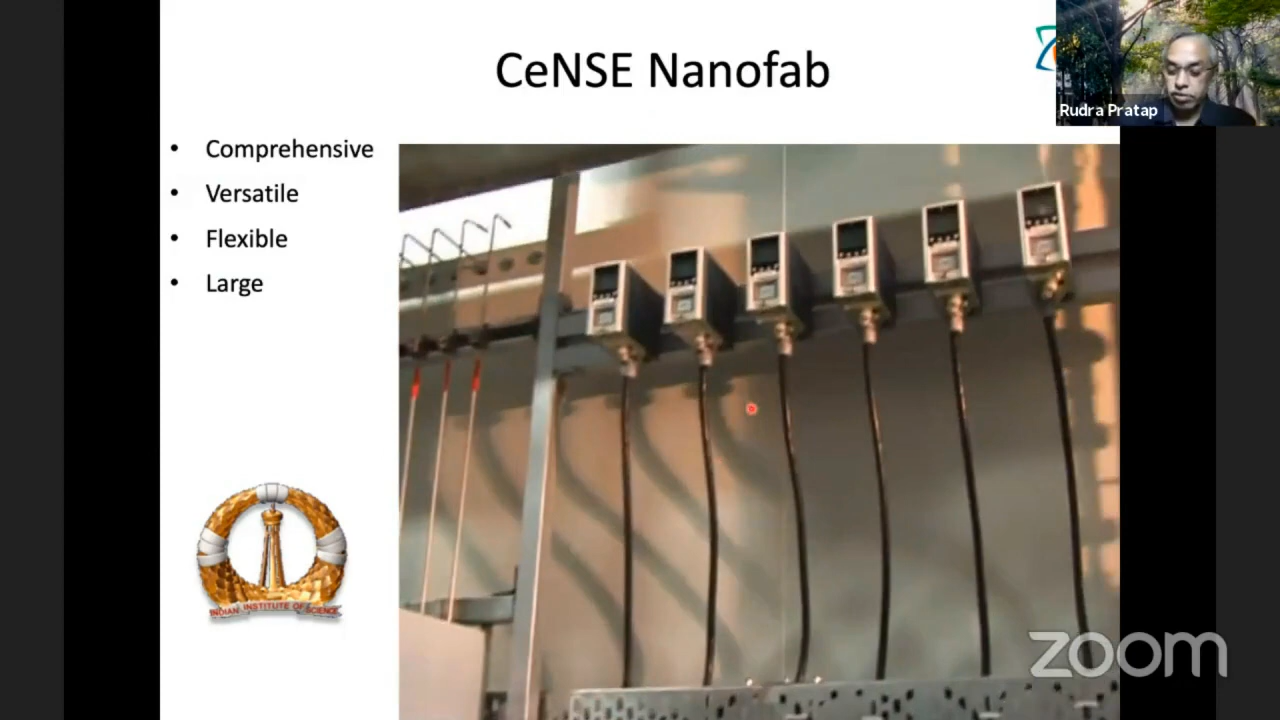 CeNSE Nanofab
Rudra Pratap
• Comprehensive
• Versatile
• Flexible
• Large
INDIAN INSTITUTE OF SCIENCE
zoom